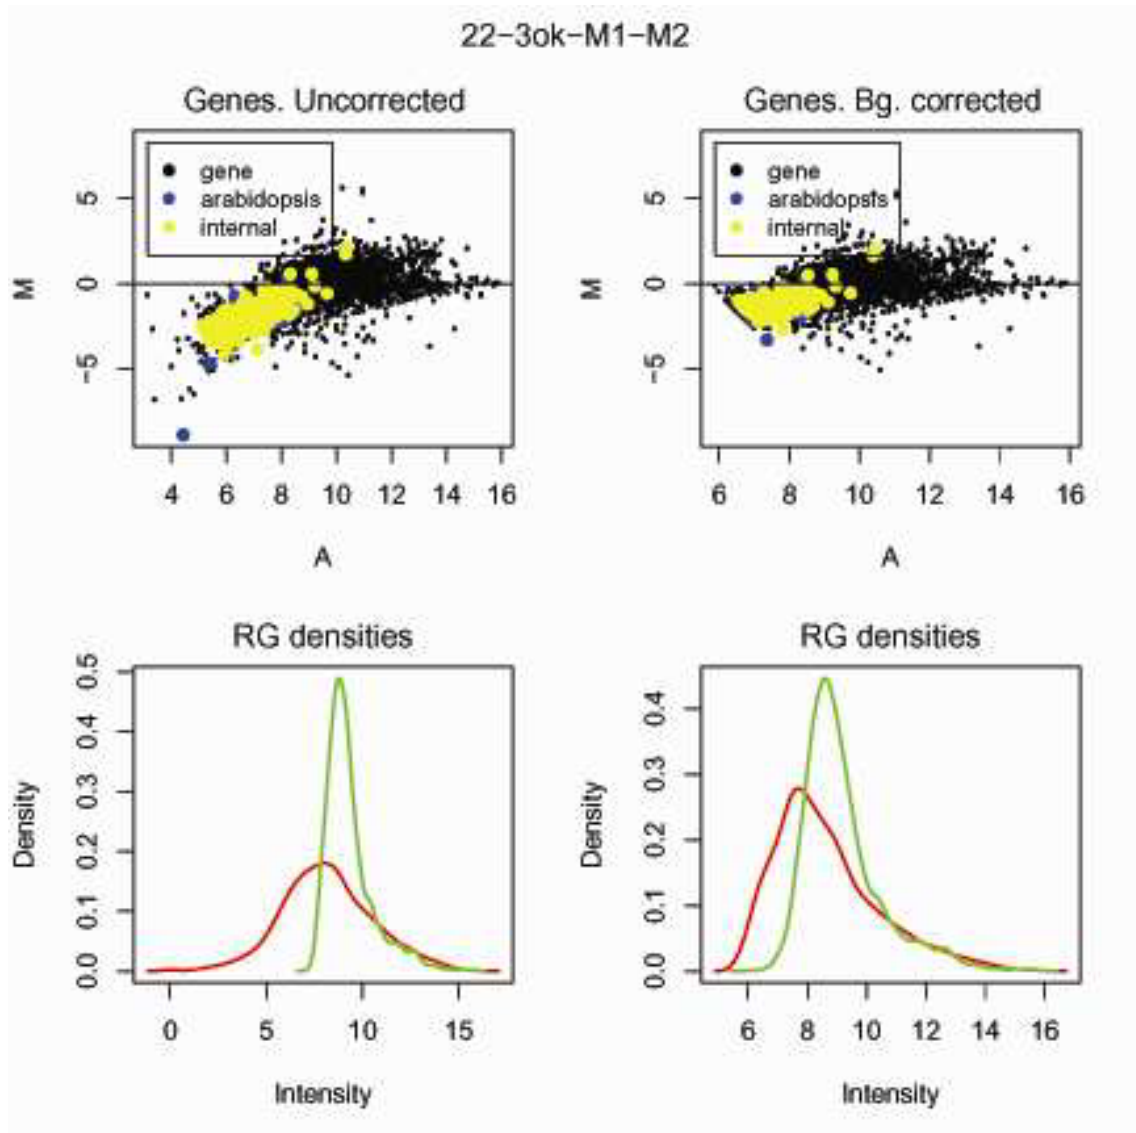 22-3ok-M1-M2
Genes. Uncorrected
gene
arabidopsis
internal
5
0
-5
M
4 6 8 10 12 14 16
A
Genes. Bg. corrected
gene
arabidopsis
internal
5
0
-5
M
6 8 10 12 14 16
A
RG densities
0.5
0.4
0.3
0.2
0.1
0.0
Density
0 5 10 15
Intensity
RG densities
0.4
0.3
0.2
0.1
0.0
Density
6 8 10 12 14 16
Intensity